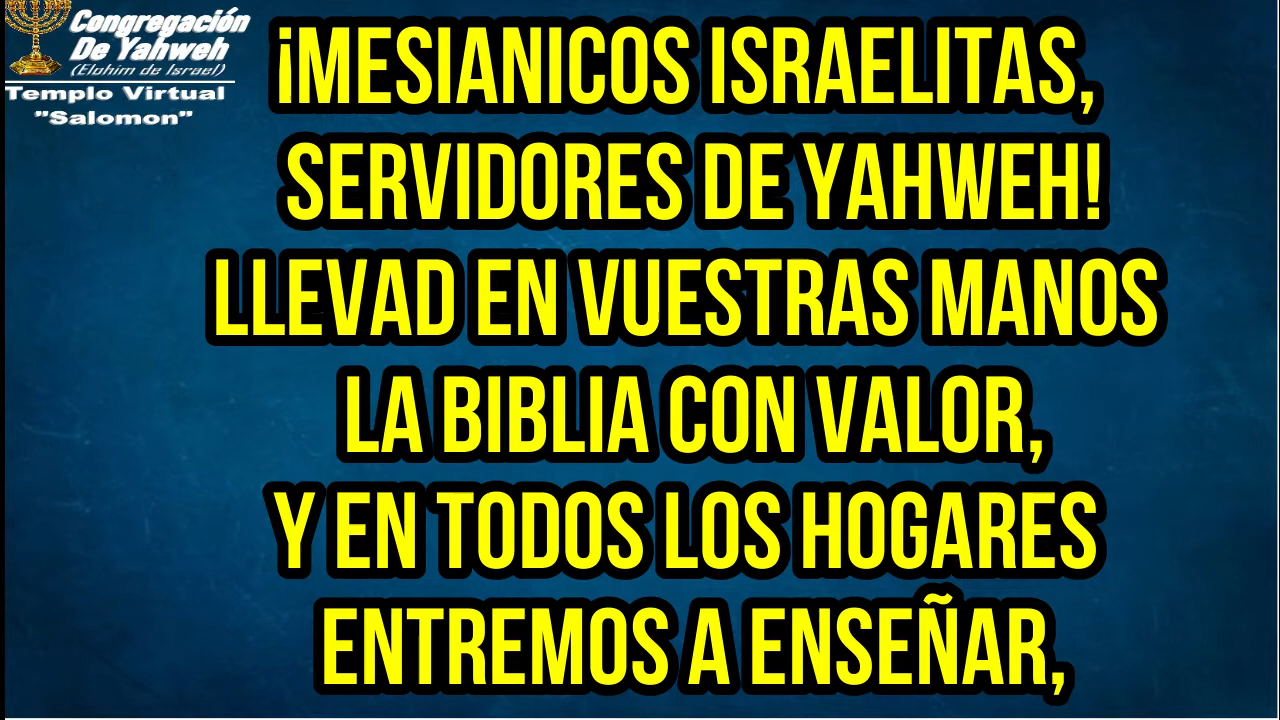 Congregación
De Yahweh
(Elohim de Israel)
Templo Virtual
"Salomon"
¡MESIANICOS ISRAELITAS,
SERVIDORES DE YAHWEH!
LLEVAD EN VUESTRAS MANOS
LA BIBLIA CON VALOR,
Y EN TODOS LOS HOGARES
ENTREMOS A ENSEÑAR,